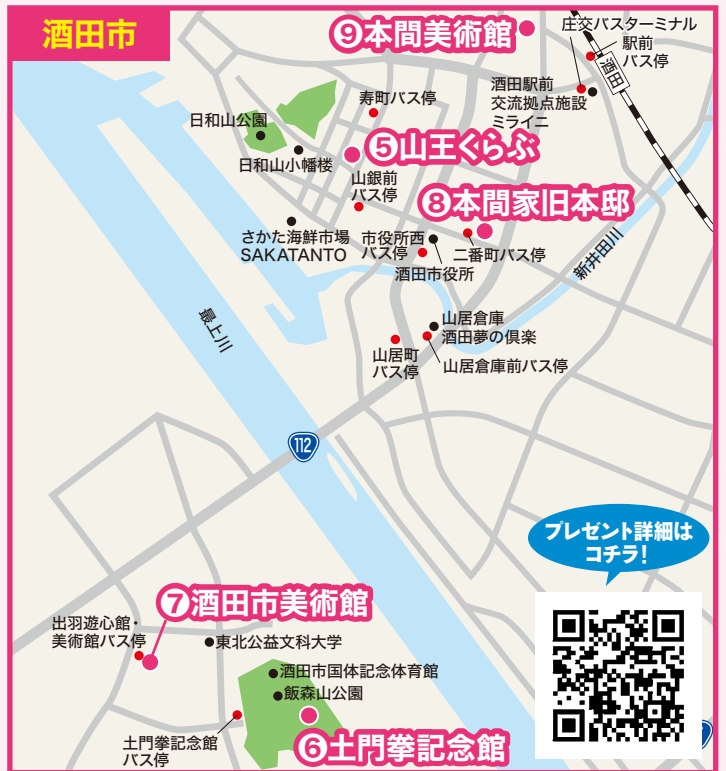 酒田市
⑨本間美術館
庄交バスターミナル
駅前
バス停
酒田
酒田駅前
交流拠点施設
ミライニ
寿町バス停
日和山公園
⑤山王くらぶ
日和山小幡楼
山銀前
バス停
⑧本間家旧本邸
さかた海鮮市場
SAKATANTO
市役所西
バス停
二番町バス停
酒田市役所
新井田川
最上川
山居倉庫
酒田夢の倶楽
山居町
バス停
山居倉庫前バス停
112
プレゼント詳細は
コチラ!
⑦酒田市美術館
出羽遊心館・
美術館バス停
東北公益文科大学
酒田市国体記念体育館
飯森山公園
土門拳記念館
バス停
⑥土門拳記念館